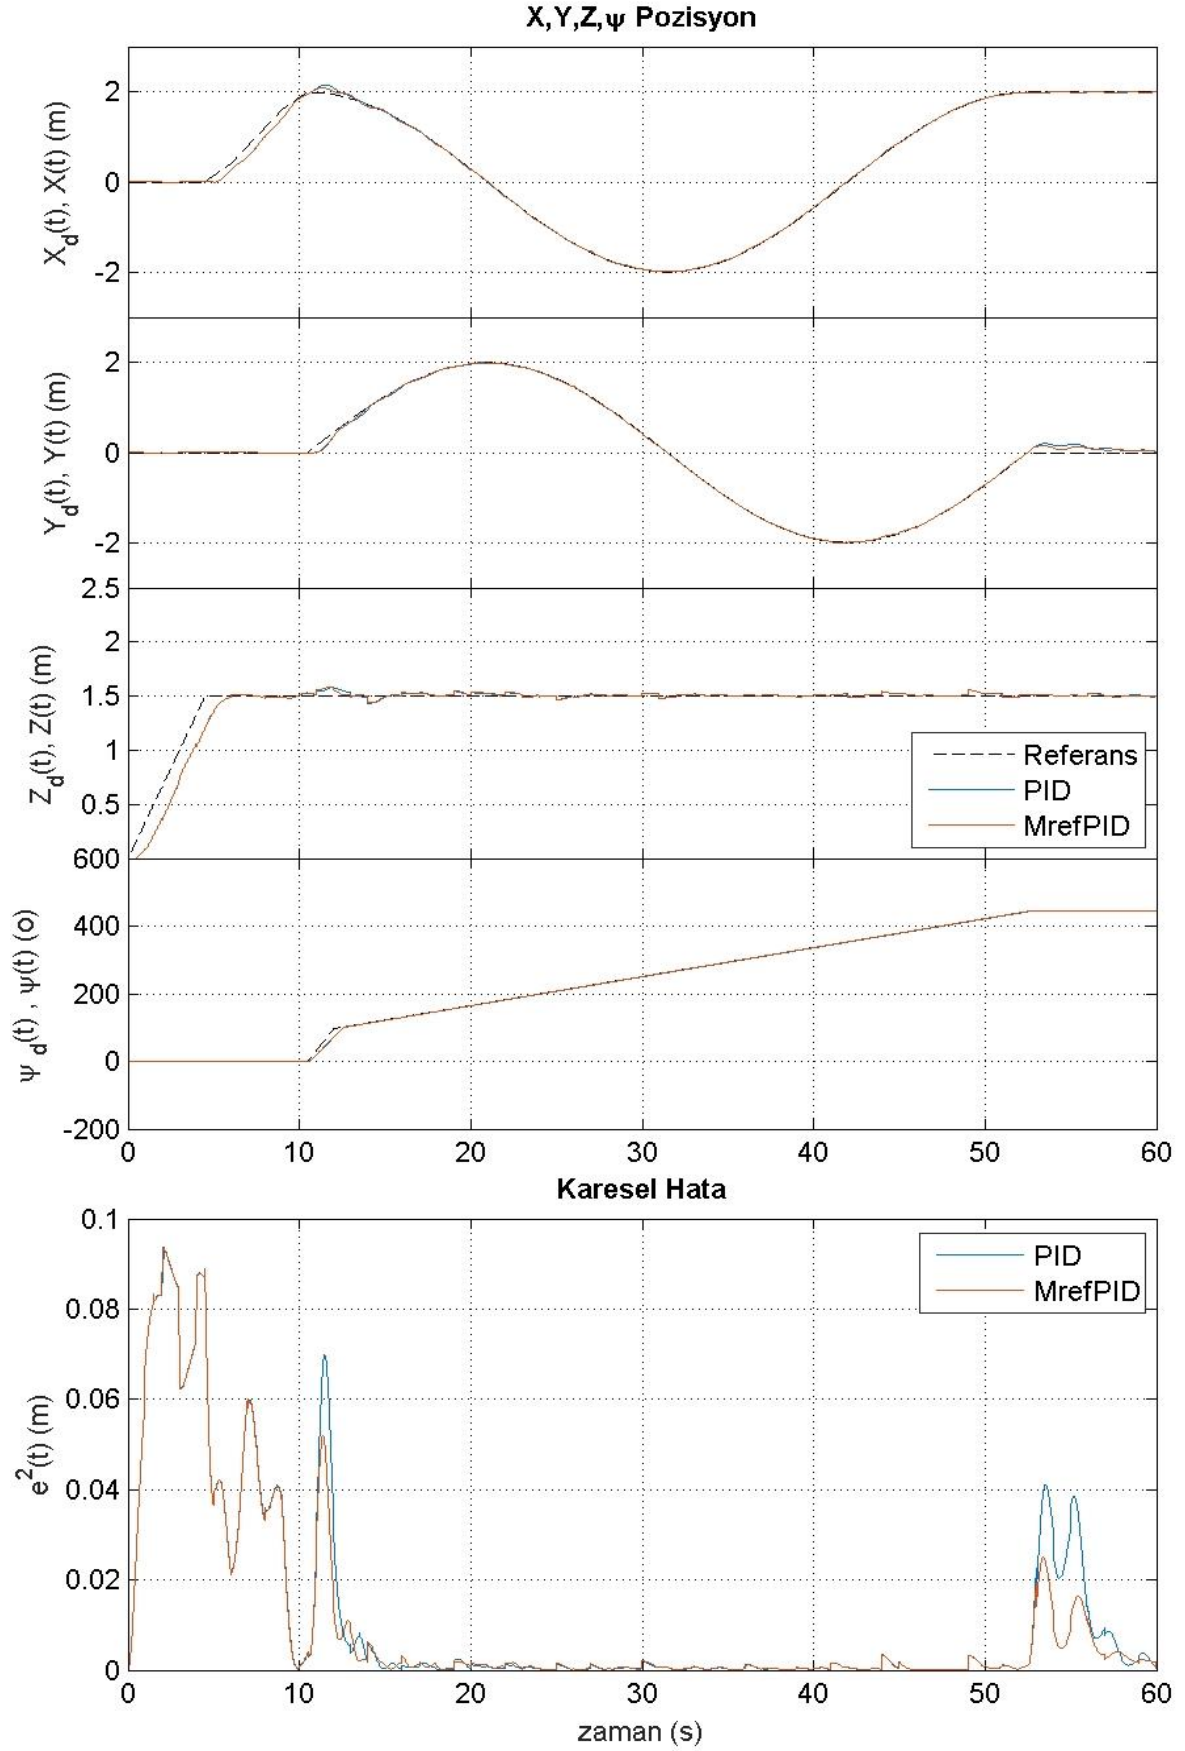 X,Y,Z,ψ Pozisyon
2
0
-2
X_d(t), X(t) (m)
2
0
-2
Y_d(t), Y(t) (m)
2.5
2
1.5
1
0.5
Z_d(t), Z(t) (m)
Referans
PID
MrefPID
600
400
200
0
-200
ψ_d(t) , ψ(t) (o)
0 10 20 30 40 50 60
Karesel Hata
0.1
0.08
0.06
0.04
0.02
0
e²(t) (m)
PID
MrefPID
0 10 20 30 40 50 60
zaman (s)